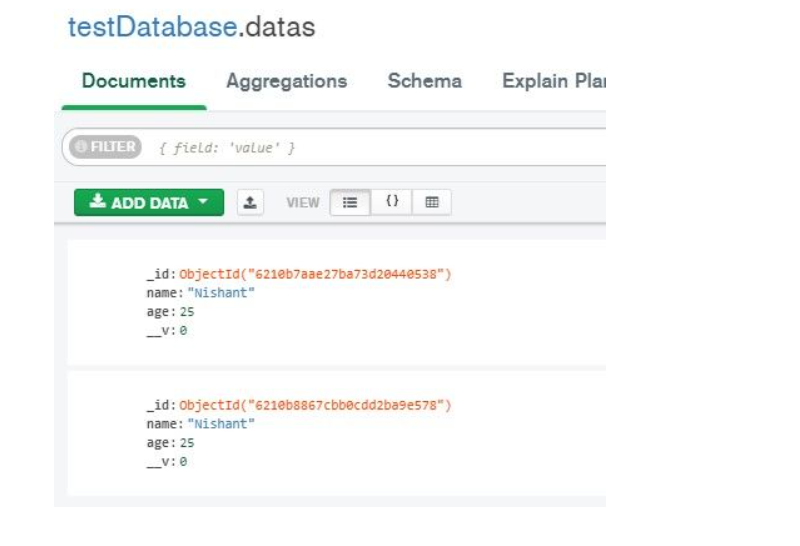 testDatabase.datas
Documents Aggregations Schema Explain Plan
FILTER { field: 'value' }
ADD DATA VIEW {}
_id: ObjectId("6210b7aae27ba73d20440538")
name: "Nishant"
age: 25
__v: 0
_id: ObjectId("6210b8867cbb0cdd2ba9e578")
name: "Nishant"
age: 25
__v: 0